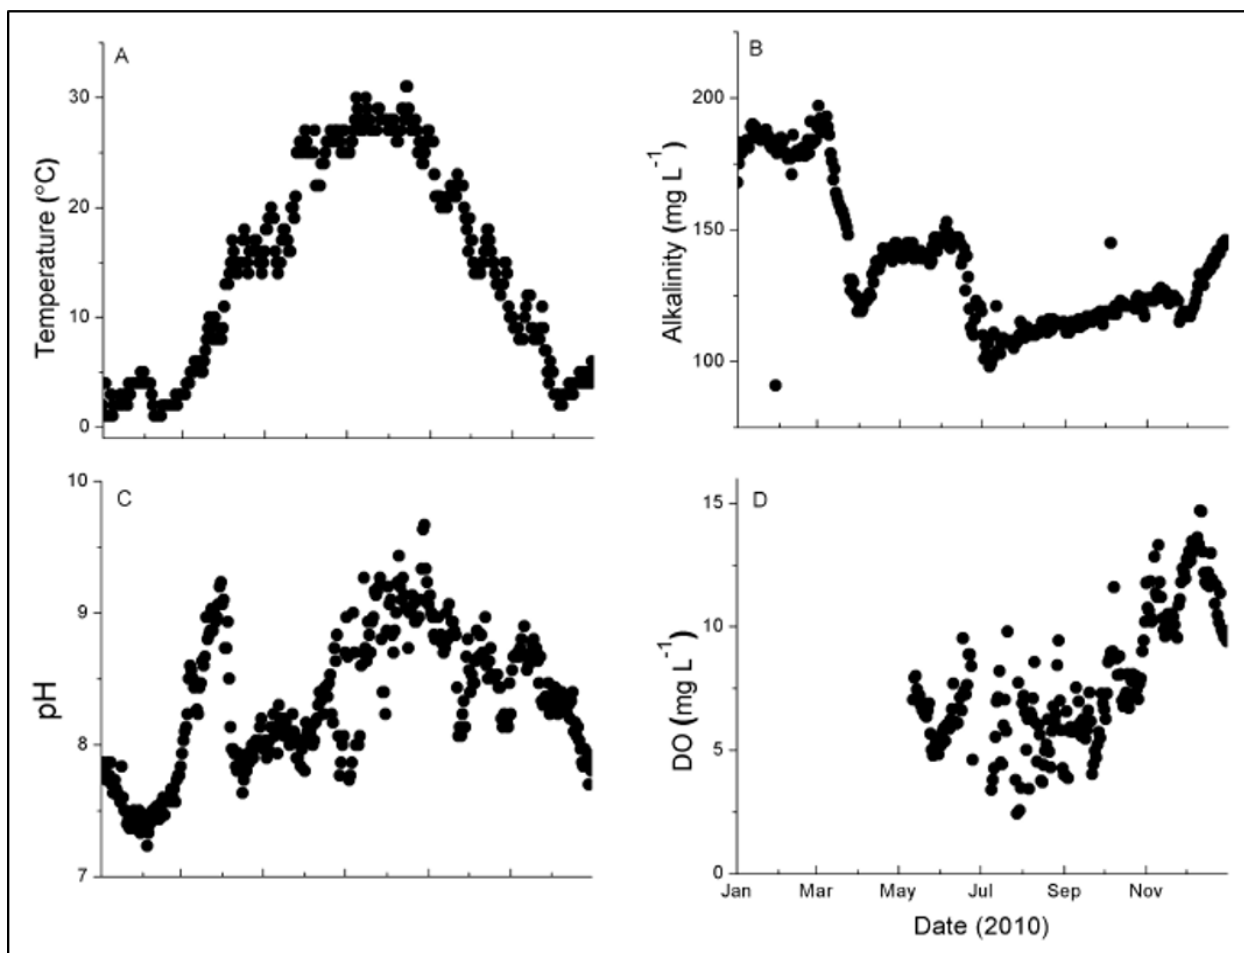 A
Temperature (°C)
30
20
10
0
B
Alkalinity (mg L-1)
200
150
100
C
pH
10
9
8
7
D
DO (mg L-1)
15
10
5
0
Jan Mar May Jul Sep Nov
Date (2010)